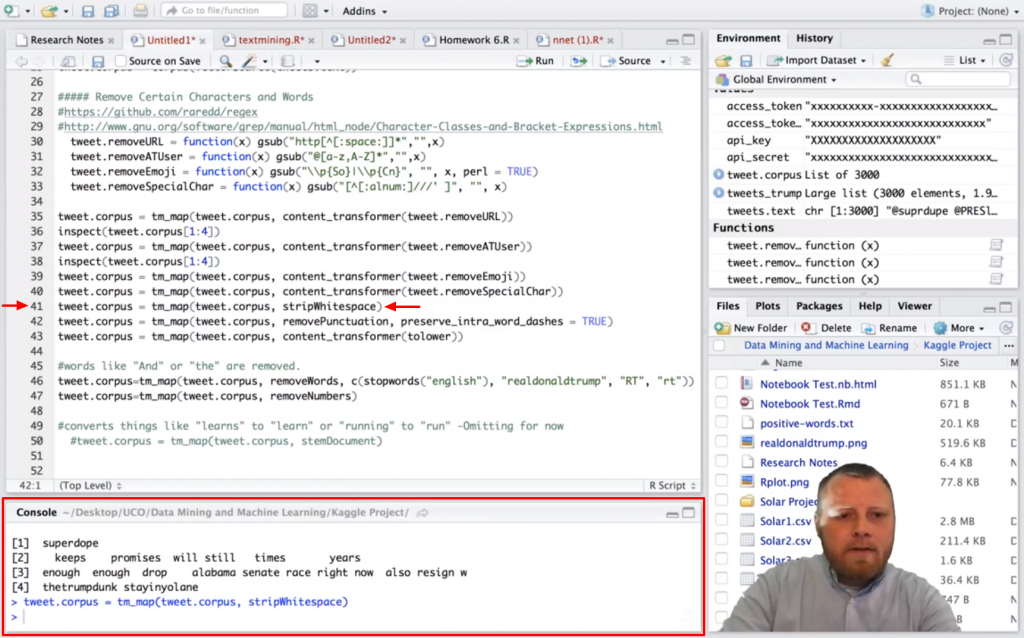 Go to file/function
Addins
Project: (None)
Research Notes
Untitled1*
textmining.R*
Untitled2*
Homework 6.R
nnet (1).R*
Source on Save
Run
Source
26
27 ##### Remove Certain Characters and Words
28 #https://github.com/raredd/regex
29 #http://www.gnu.org/software/grep/manual/html_node/Character-Classes-and-Bracket-Expressions.html
30 tweet.removeURL = function(x) gsub("http[^[:space:]]*","",x)
31 tweet.removeATUser = function(x) gsub("@[a-z,A-Z]*","",x)
32 tweet.removeEmoji = function(x) gsub("\\p{So}|\\p{Cn}", "", x, perl = TRUE)
33 tweet.removeSpecialChar = function(x) gsub("[^[:alnum:]///' ]", "", x)
34
35 tweet.corpus = tm_map(tweet.corpus, content_transformer(tweet.removeURL))
36 inspect(tweet.corpus[1:4])
37 tweet.corpus = tm_map(tweet.corpus, content_transformer(tweet.removeATUser))
38 inspect(tweet.corpus[1:4])
39 tweet.corpus = tm_map(tweet.corpus, content_transformer(tweet.removeEmoji))
40 tweet.corpus = tm_map(tweet.corpus, content_transformer(tweet.removeSpecialChar))
41 tweet.corpus = tm_map(tweet.corpus, stripWhitespace)
42 tweet.corpus = tm_map(tweet.corpus, removePunctuation, preserve_intra_word_dashes = TRUE)
43 tweet.corpus = tm_map(tweet.corpus, content_transformer(tolower))
44
45 #words like "And" or "the" are removed.
46 tweet.corpus=tm_map(tweet.corpus, removeWords, c(stopwords("english"), "realdonaldtrump", "RT", "rt"))
47 tweet.corpus=tm_map(tweet.corpus, removeNumbers)
48
49 #converts things like "learns" to "learn" or "running" to "run" -Omitting for now
50 #tweet.corpus = tm_map(tweet.corpus, stemDocument)
51
52
42:1 (Top Level) R Script
Console ~/Desktop/UCO/Data Mining and Machine Learning/Kaggle Project/
[1] superdope
[2] keeps promises will still times years
[3] enough enough drop alabama senate race right now also resign w
[4] thetrumpdunk stayinyolane
> tweet.corpus = tm_map(tweet.corpus, stripWhitespace)
>
Environment History
Import Dataset List
Global Environment
Values
access_token "xxxxxxxxxx-xxxxxxxxxxxxxxxxx…
access_toke… "xxxxxxxxxxxxxxxxxxxxxxxxxxx"
api_key "XXXXXXXXXXXXXXXXXXX"
api_secret "xxxxxxxxxxxxxxxxxxxxxxxxxxx…
tweet.corpus List of 3000
tweets_trump Large list (3000 elements, 1.9…
tweets.text chr [1:3000] "@suprdupe @PRESl…
Functions
tweet.remov… function (x)
tweet.remov… function (x)
tweet.remov… function (x)
Files Plots Packages Help Viewer
New Folder Delete Rename More
Data Mining and Machine Learning Kaggle Project ...
Name Size M
Notebook Test.nb.html 851.1 KB N
Notebook Test.Rmd 671 B N
positive-words.txt 20.1 KB N
realdonaldtrump.png 519.6 KB N
Research Notes 6.4 KB N
Rplot.png 77.8 KB N
Solar Projec
Solar1.csv 2.8 MB D
Solar2.csv 211.4 KB D
Solar3 1.6 KB D
36.4 KB D
747 B N
B N